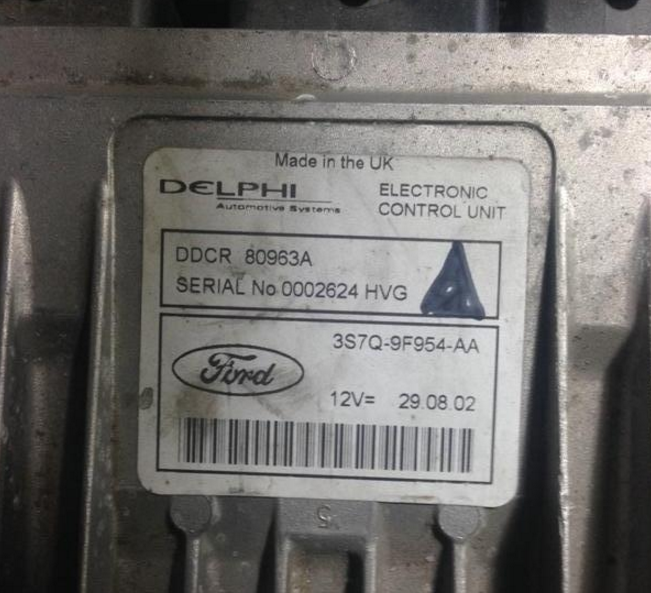 Made in the UK
DELPHI
Automotive Systems
ELECTRONIC
CONTROL UNIT
DDCR 80963A
SERIAL No 0002624 HVG
3S7Q-9F954-AA
Ford
12V= 29.08.02
5